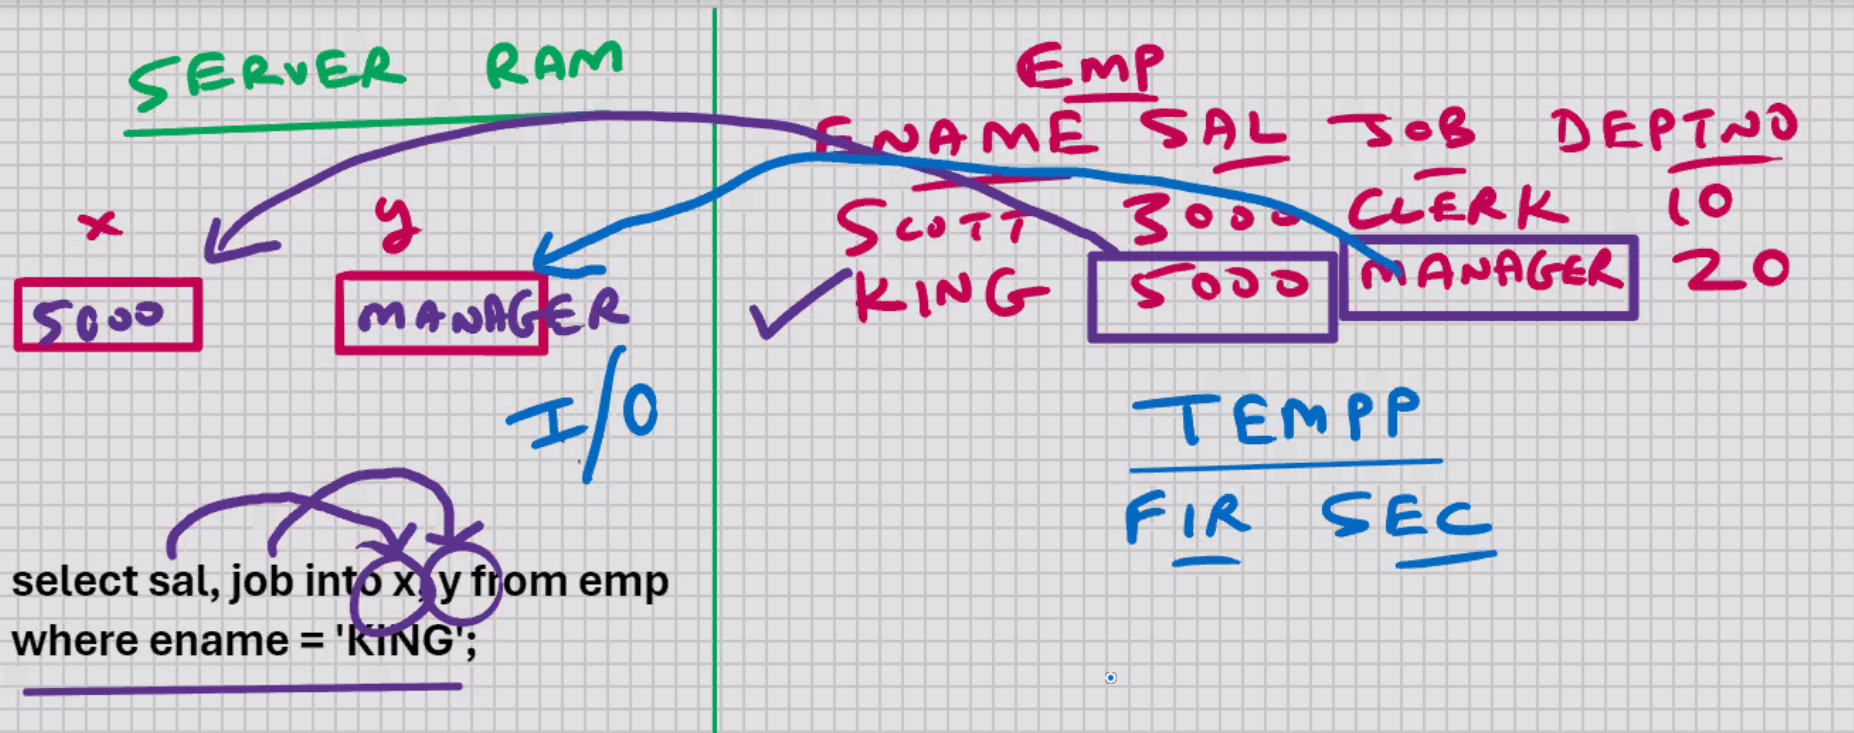 SERVER RAM
x y
5000 MANAGER
I/O
select sal, job into x, y from emp
where ename = 'KING';
EMP
ENAME SAL JOB DEPTNO
SCOTT 3000 CLERK 10
KING 5000 MANAGER 20
TEMPP
FIR SEC